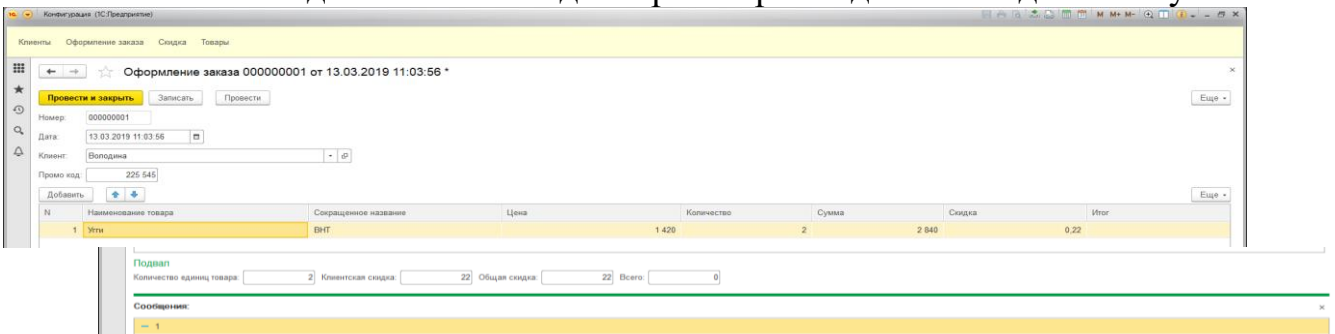 Конфигурация (1С:Предприятие)
M M+ M-
Клиенты Оформление заказа Скидка Товары
Оформление заказа 000000001 от 13.03.2019 11:03:56 *
Провести и закрыть Записать Провести Еще
Номер: 000000001
Дата: 13.03.2019 11:03:56
Клиент: Володина
Промо код: 225 545
Добавить Еще
N Наименование товара Сокращенное название Цена Количество Сумма Скидка Итог
1 Угги ВНТ 1 420 2 2 840 0,22
Подвал
Количество единиц товара: 2 Клиентская скидка: 22 Общая скидка: 22 Всего: 0
Сообщения:
1